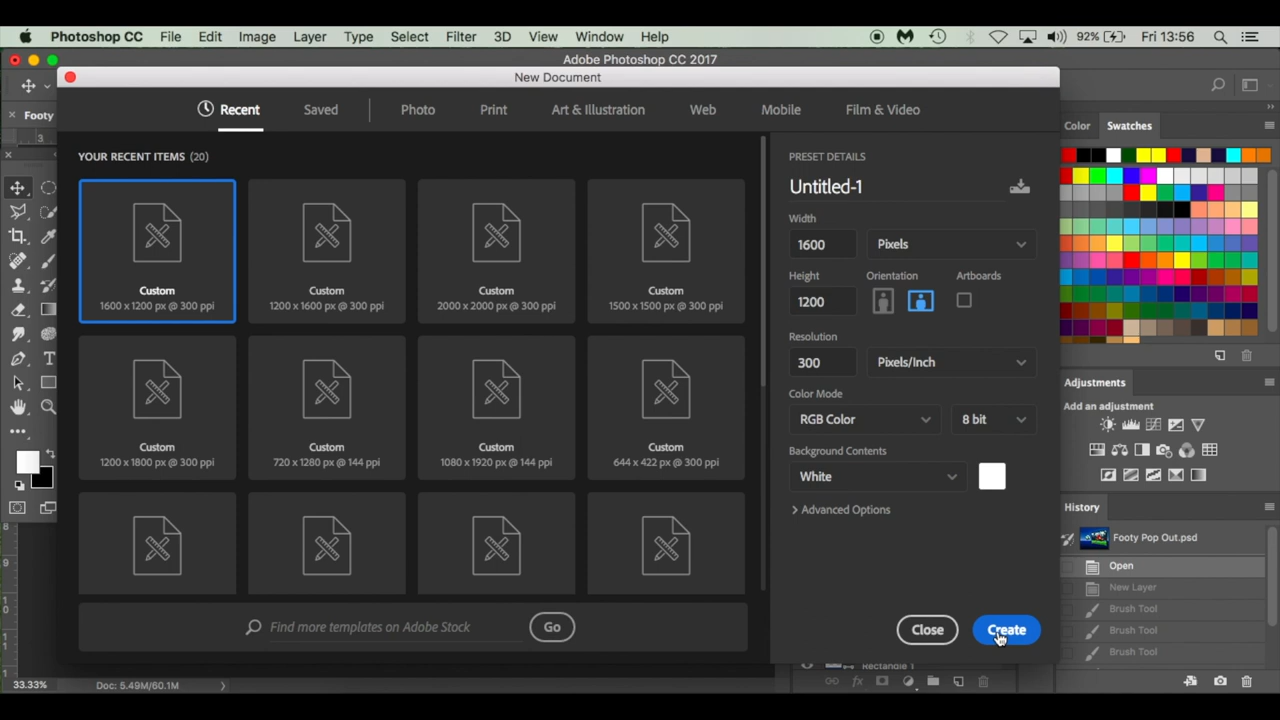 Photoshop CC File Edit Image Layer Type Select Filter 3D View Window Help 92% Fri 13:56
Adobe Photoshop CC 2017
New Document
Footy
Recent Saved Photo Print Art & Illustration Web Mobile Film & Video
YOUR RECENT ITEMS (20)
Custom
1600 x 1200 px @ 300 ppi
Custom
1200 x 1600 px @ 300 ppi
Custom
2000 x 2000 px @ 300 ppi
Custom
1500 x 1500 px @ 300 ppi
Custom
1200 x 1800 px @ 300 ppi
Custom
720 x 1280 px @ 144 ppi
Custom
1080 x 1920 px @ 144 ppi
Custom
644 x 422 px @ 300 ppi
Find more templates on Adobe Stock Go
PRESET DETAILS
Untitled-1
Width
1600 Pixels
Height Orientation Artboards
1200
Resolution
300 Pixels/Inch
Color Mode
RGB Color 8 bit
Background Contents
White
Advanced Options
Close Create
Color Swatches
Adjustments
Add an adjustment
History
Footy Pop Out.psd
Open
New Layer
Brush Tool
Brush Tool
Brush Tool
Rectangle 1
33.33% Doc: 5.49M/60.1M